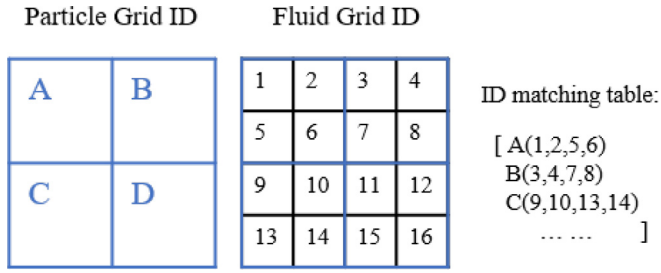 Particle Grid ID
Fluid Grid ID
A B
C D
1 2 3 4
5 6 7 8
9 10 11 12
13 14 15 16
ID matching table:
[ A(1,2,5,6)
B(3,4,7,8)
C(9,10,13,14)
... ... ]